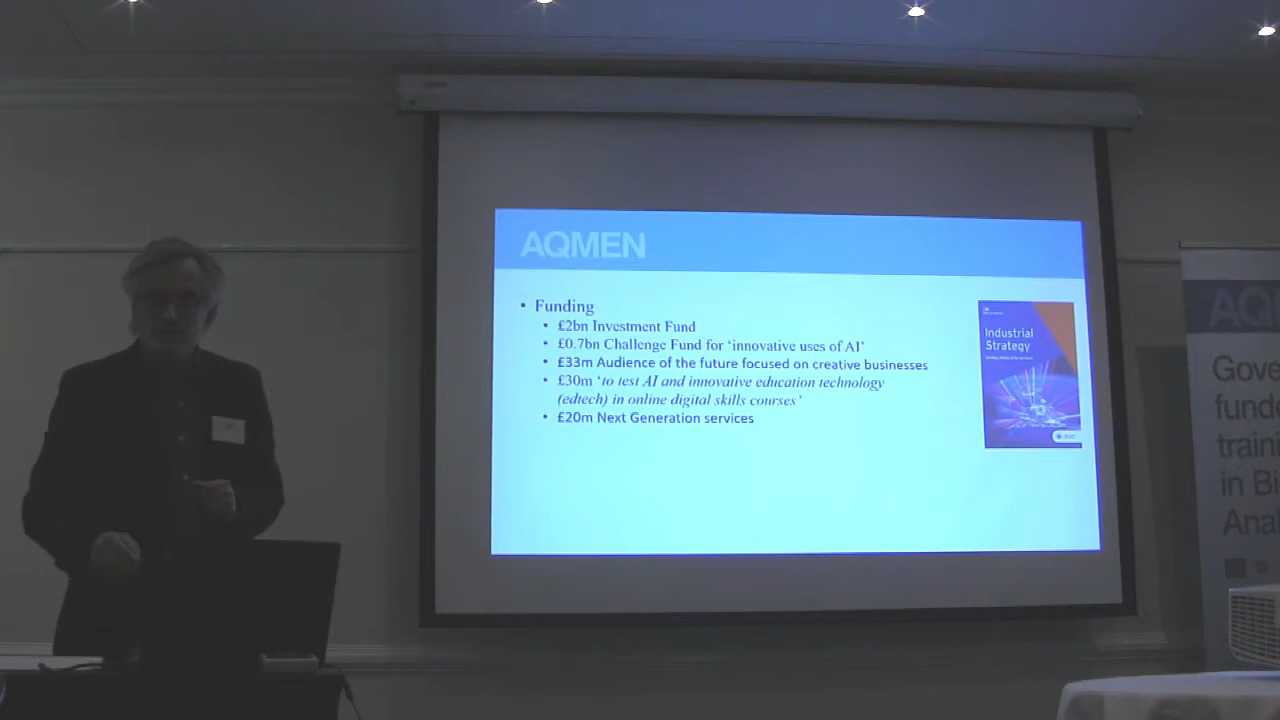 AQMEN
• Funding
• £2bn Investment Fund
• £0.7bn Challenge Fund for ‘innovative uses of AI’
• £33m Audience of the future focused on creative businesses
• £30m ‘to test AI and innovative education technology
(edtech) in online digital skills courses’
• £20m Next Generation services
Industrial
Strategy
AQ
Gove
funde
traini
in Bi
Ana